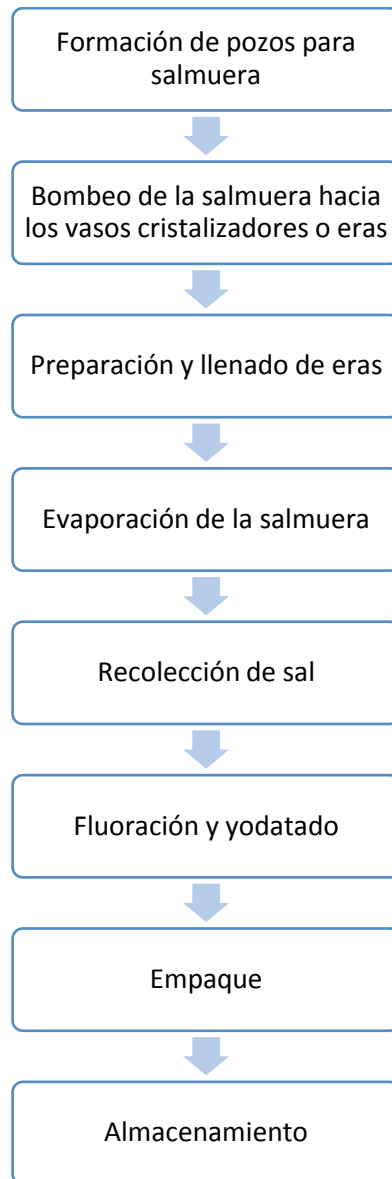 Formación de pozos para
salmuera
Bombeo de la salmuera hacia
los vasos cristalizadores o eras
Preparación y llenado de eras
Evaporación de la salmuera
Recolección de sal
Fluoración y yodatado
Empaque
Almacenamiento